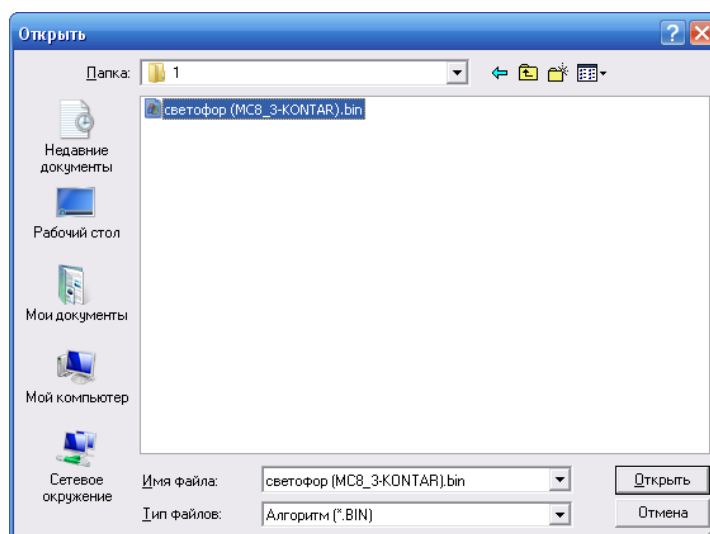 Открыть
Папка:
1
светофор (MC8_3-KONTAR).bin
Недавние
документы
Рабочий стол
Мои документы
Мой компьютер
Сетевое
окружение
Имя файла:
светофор (MC8_3-KONTAR).bin
Открыть
Тип файлов:
Алгоритм (*.BIN)
Отмена